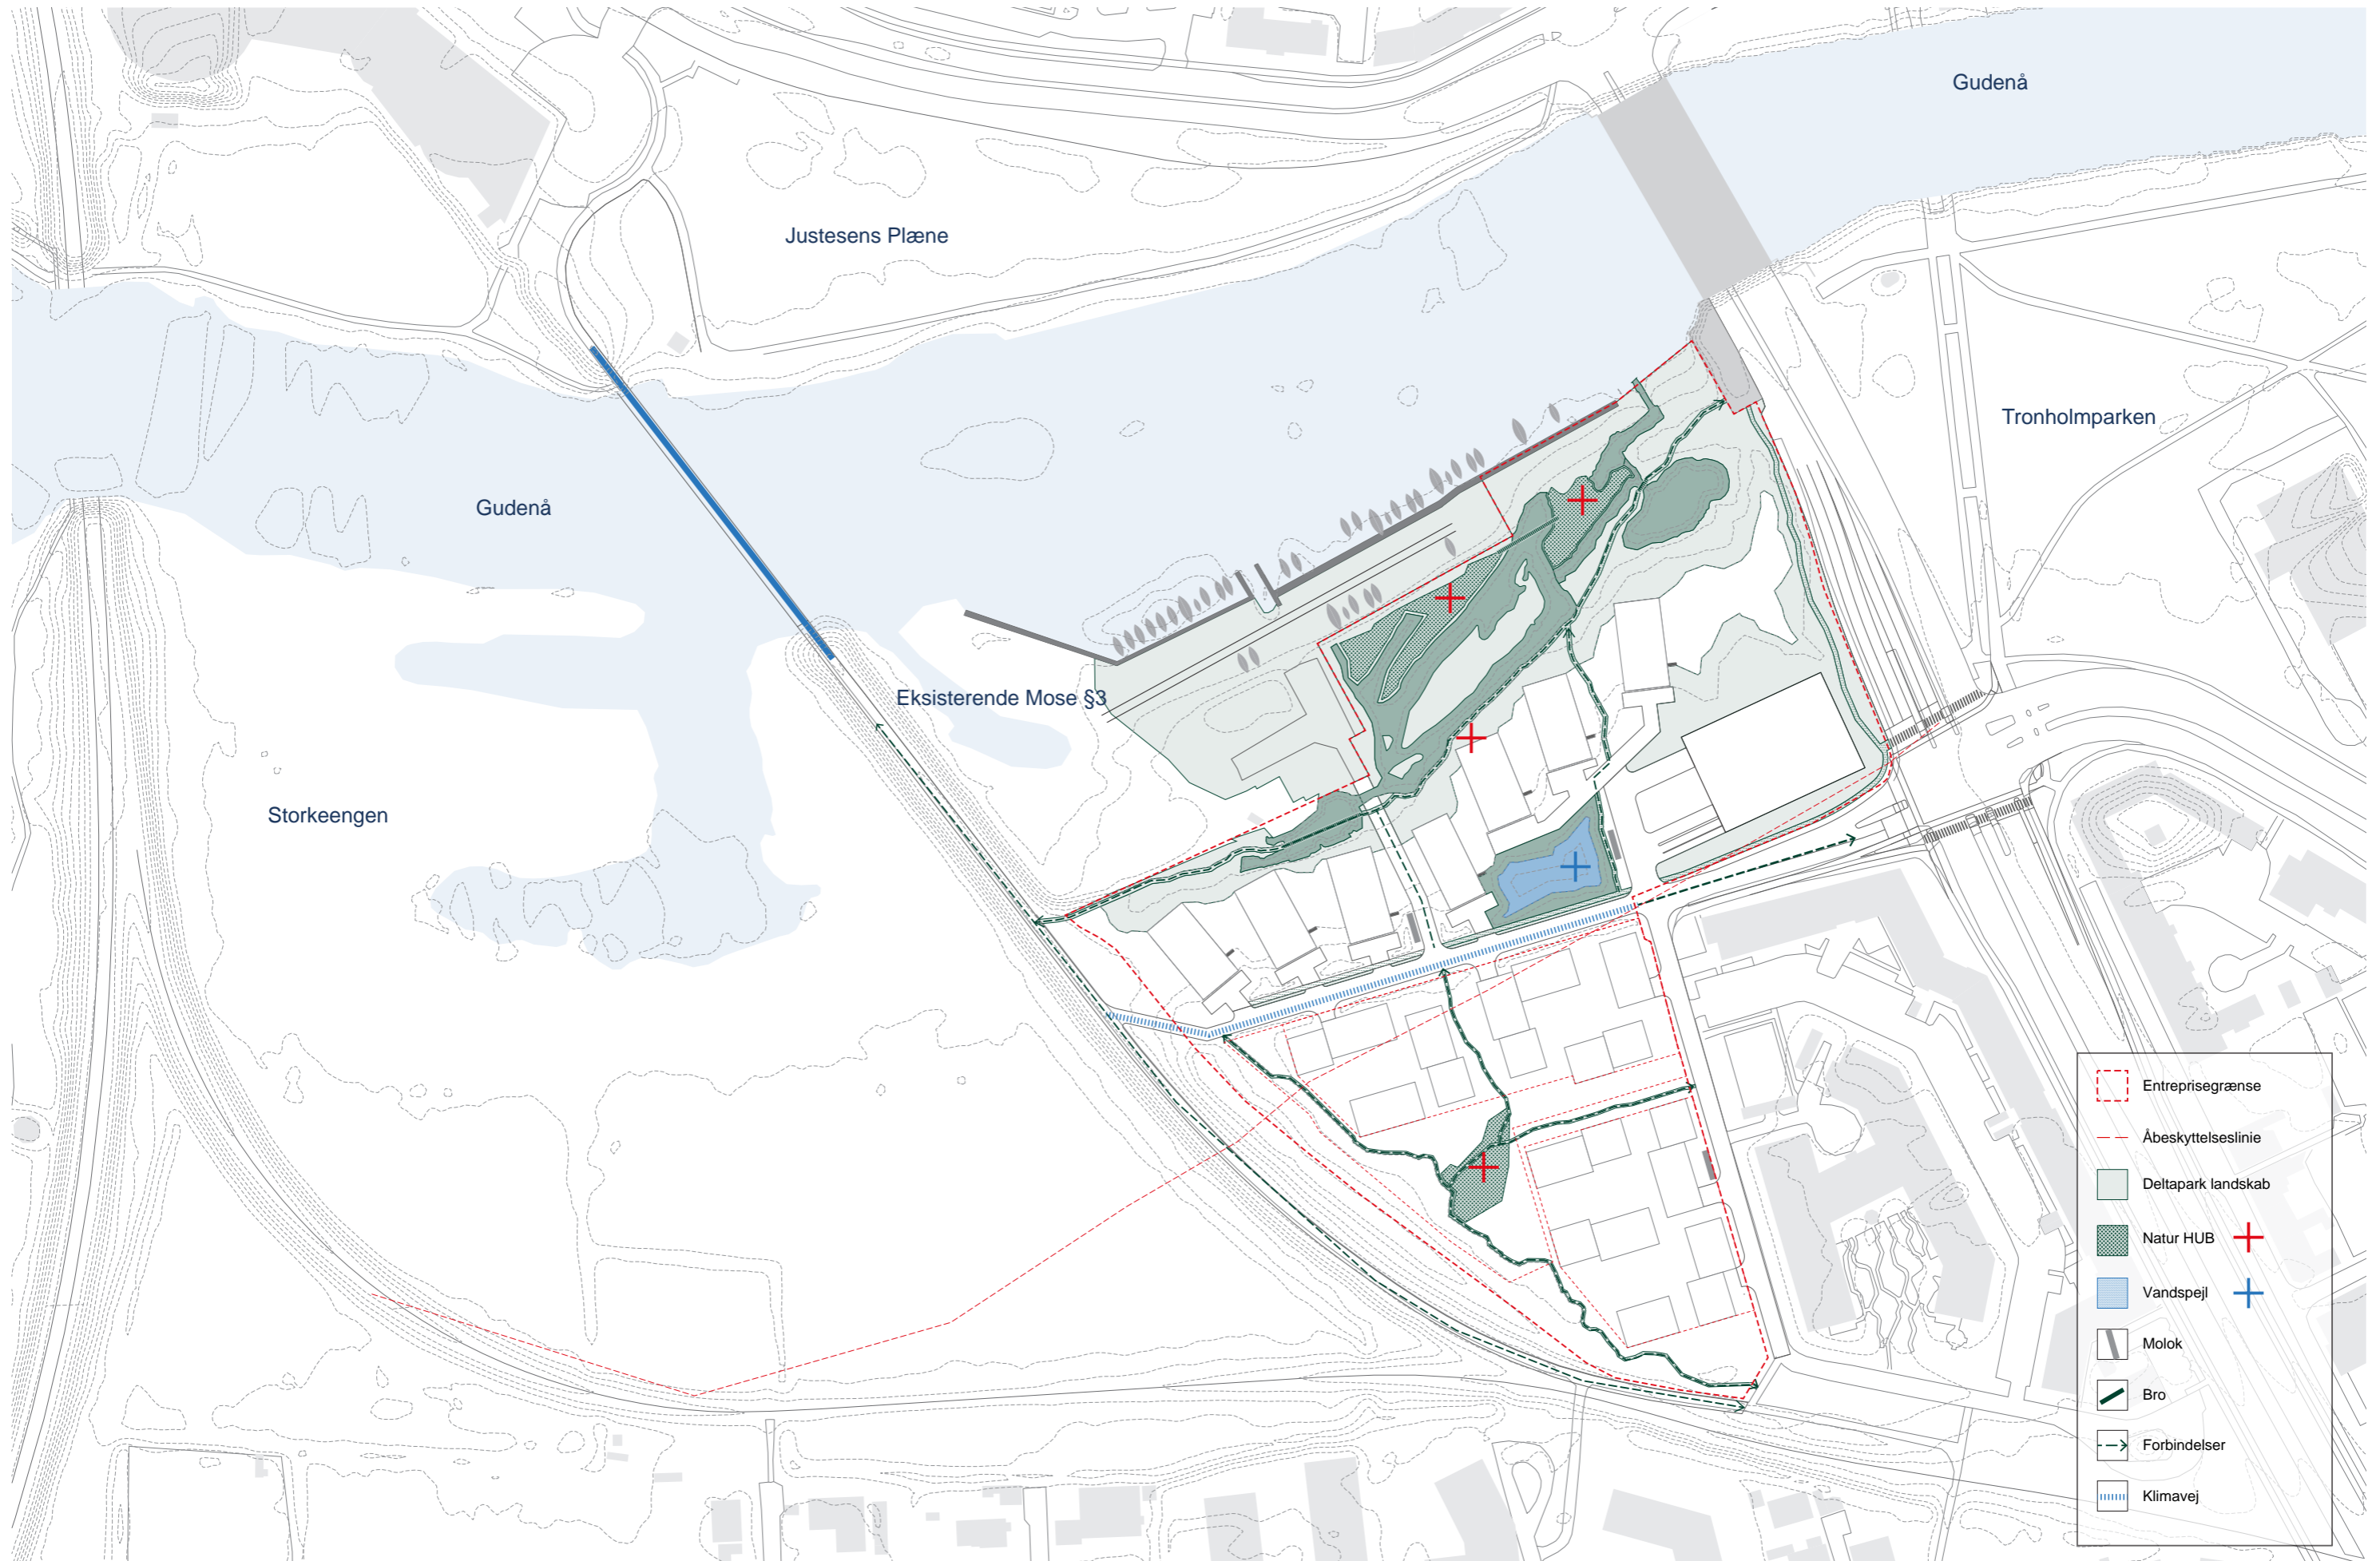 Gudenå
Justesens Plæne
Tronholmparken
Gudenå
Eksisterende Mose §3
Storkeengen
Entreprisegrænse
Åbeskyttelseslinie
Deltapark landskab
Natur HUB
Vandspejl
Molok
Bro
Forbindelser
Klimavej